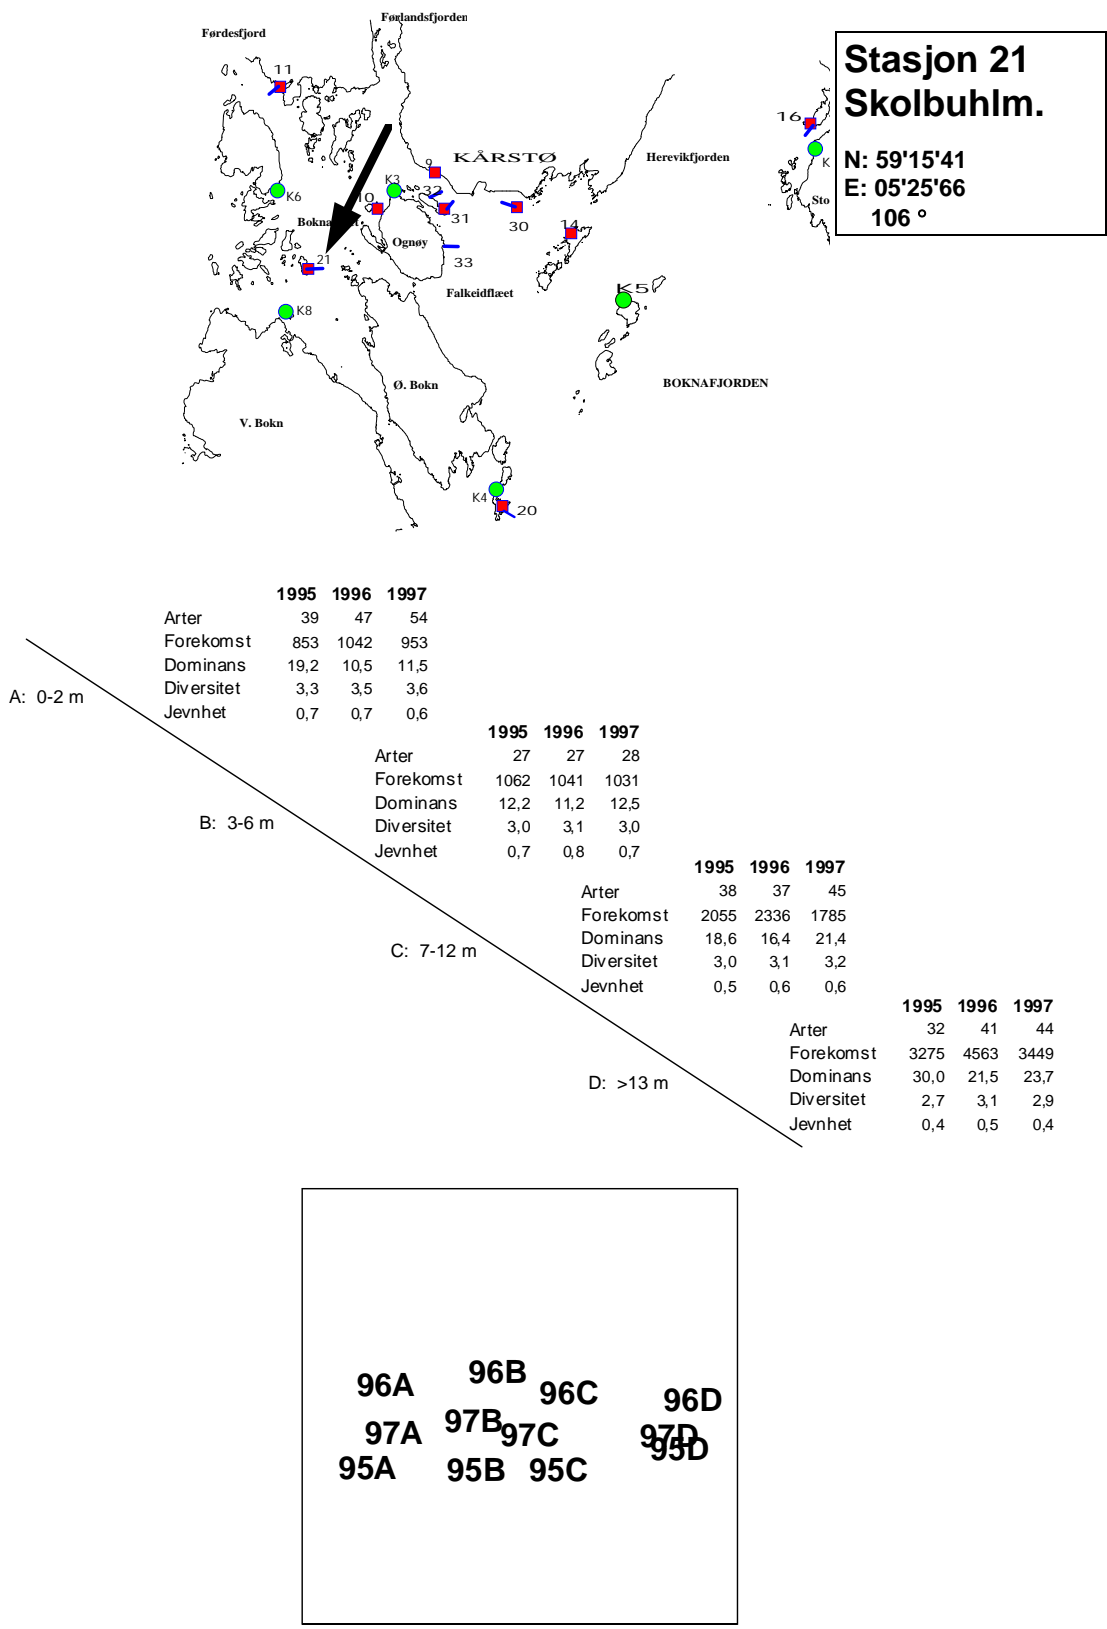 Førlandsfjorden
Førdesfjord
11
Stasjon 21
Skolbuhlm.
N: 59'15'41
E: 05'25'66
106 °
16
K
Sto
9
KÅRSTØ
Herevikfjorden
K3
32
K6
10
31
30
14
Ognøy
21
33
Falkeidflæet
K5
K8
Ø. Bokn
BOKNAFJORDEN
V. Bokn
K4
20
1995 1996 1997
Arter 39 47 54
Forekomst 853 1042 953
Dominans 19,2 10,5 11,5
Diversitet 3,3 3,5 3,6
Jevnhet 0,7 0,7 0,6
A: 0-2 m
1995 1996 1997
Arter 27 27 28
Forekomst 1062 1041 1031
Dominans 12,2 11,2 12,5
Diversitet 3,0 3,1 3,0
Jevnhet 0,7 0,8 0,7
B: 3-6 m
1995 1996 1997
Arter 38 37 45
Forekomst 2055 2336 1785
Dominans 18,6 16,4 21,4
Diversitet 3,0 3,1 3,2
Jevnhet 0,5 0,6 0,6
C: 7-12 m
1995 1996 1997
Arter 32 41 44
Forekomst 3275 4563 3449
Dominans 30,0 21,5 23,7
Diversitet 2,7 3,1 2,9
Jevnhet 0,4 0,5 0,4
D: >13 m
96A 96B 96C 96D
97A 97B 97C 97D
95A 95B 95C 95D